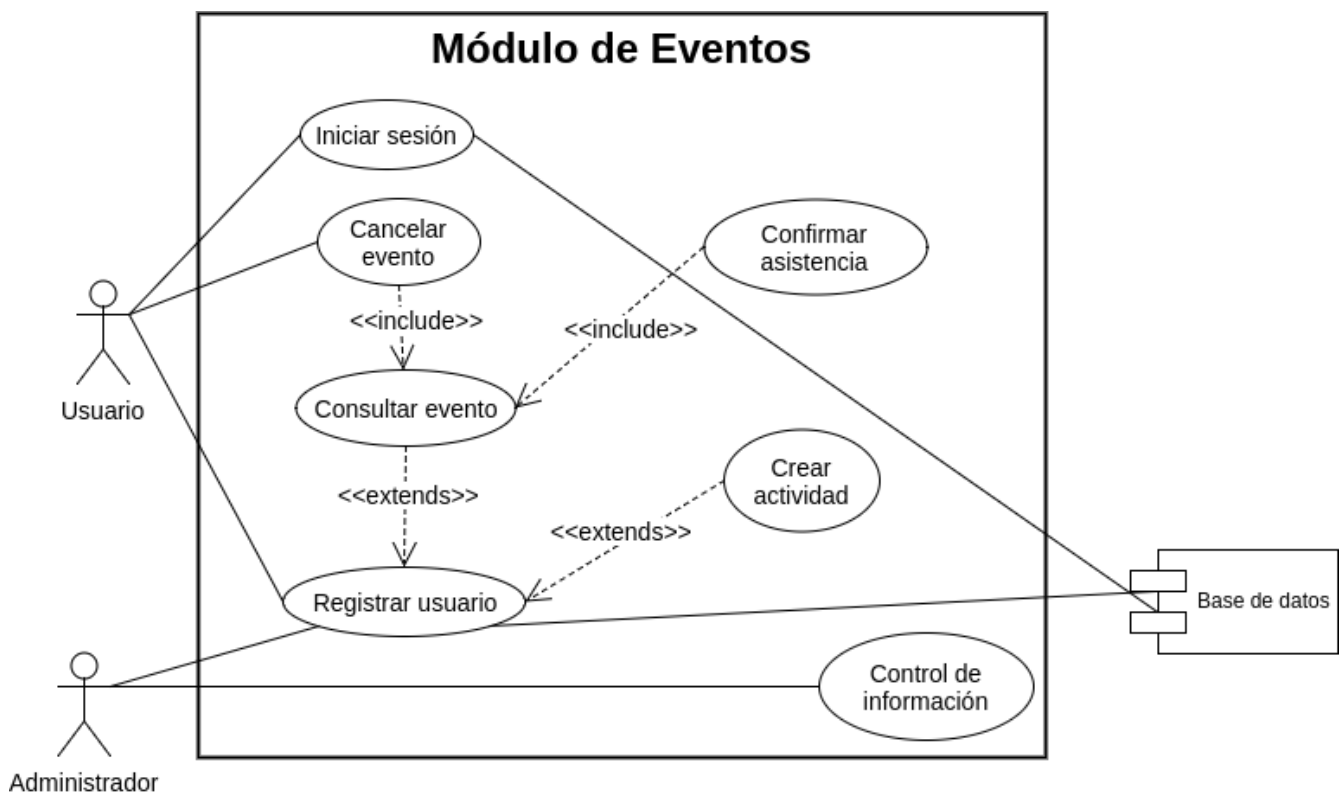 Módulo de Eventos
Iniciar sesión
Cancelar
evento
Confirmar
asistencia
<<include>>
<<include>>
Usuario
Consultar evento
Crear
actividad
<<extends>>
<<extends>>
Registrar usuario
Base de datos
Control de
información
Administrador